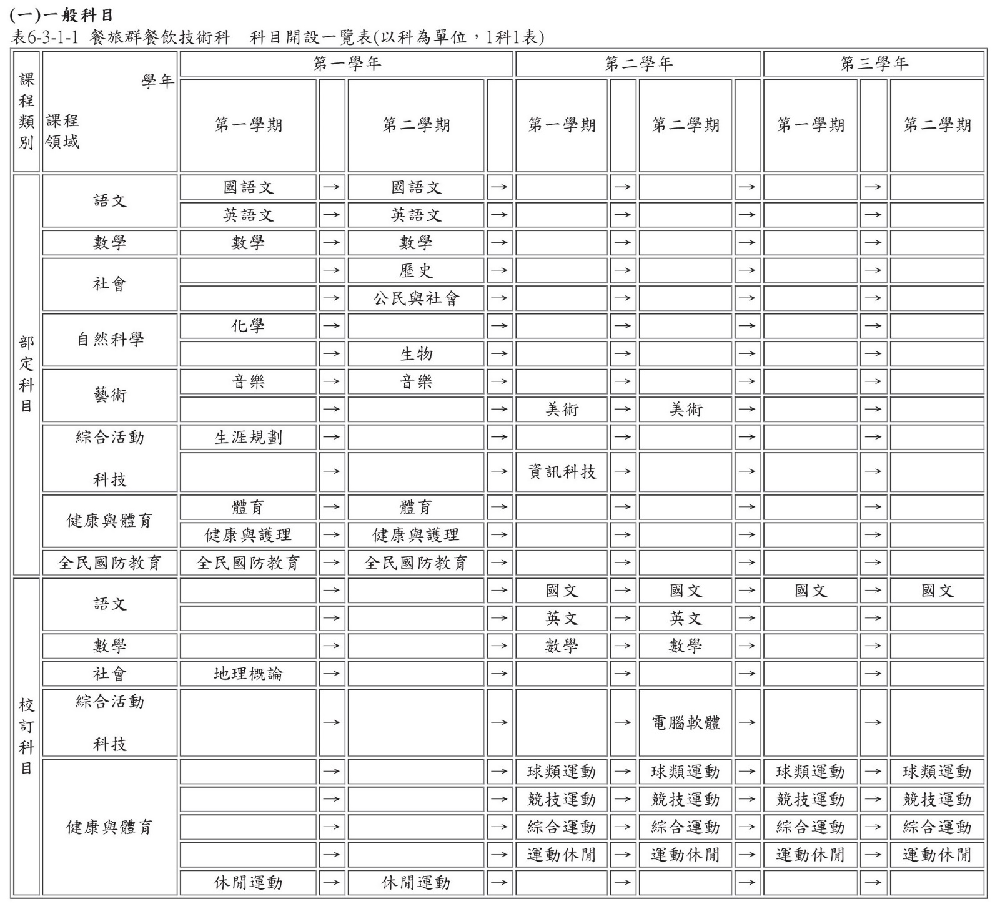 (一)一般科目
表6-3-1-1 餐旅群餐飲技術科 科目開設一覽表(以科為單位，1科1表)
課程類別 學年 課程領域 第一學年 第二學年 第三學年
第一學期 第二學期 第一學期 第二學期 第一學期 第二學期
部定科目
語文 國語文 → 國語文 → → → →
英語文 → 英語文 → → → →
數學 數學 → 數學 → → → →
社會 → 歷史 → → → →
→ 公民與社會 → → → →
自然科學 化學 → → → → →
→ 生物 → → → →
藝術 音樂 → 音樂 → → → →
→ → 美術 → 美術 → →
綜合活動 科技 生涯規劃 → → → → →
→ → 資訊科技 → → →
健康與體育 體育 → 體育 → → → →
健康與護理 → 健康與護理 → → → →
全民國防教育 全民國防教育 → 全民國防教育 → → → →
校訂科目
語文 → → 國文 → 國文 → 國文 → 國文
→ → 英文 → 英文 → →
數學 → → 數學 → 數學 → →
社會 地理概論 → → → → →
綜合活動 科技 → → → 電腦軟體 → →
健康與體育 → → 球類運動 → 球類運動 → 球類運動 → 球類運動
→ → 競技運動 → 競技運動 → 競技運動 → 競技運動
→ → 綜合運動 → 綜合運動 → 綜合運動 → 綜合運動
→ → 運動休閒 → 運動休閒 → 運動休閒 → 運動休閒
休閒運動 → 休閒運動 → → → →